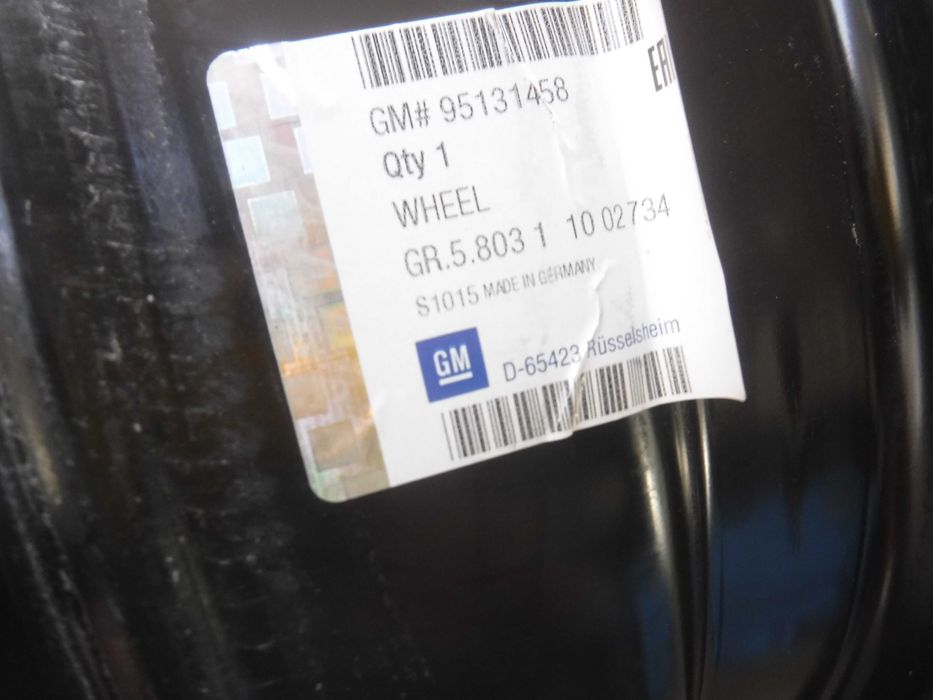 GM# 95131458
Qty 1
WHEEL
GR.5.803 1 10 02734
S1015 MADE IN GERMANY
GM D-65423 Rüsselsheim